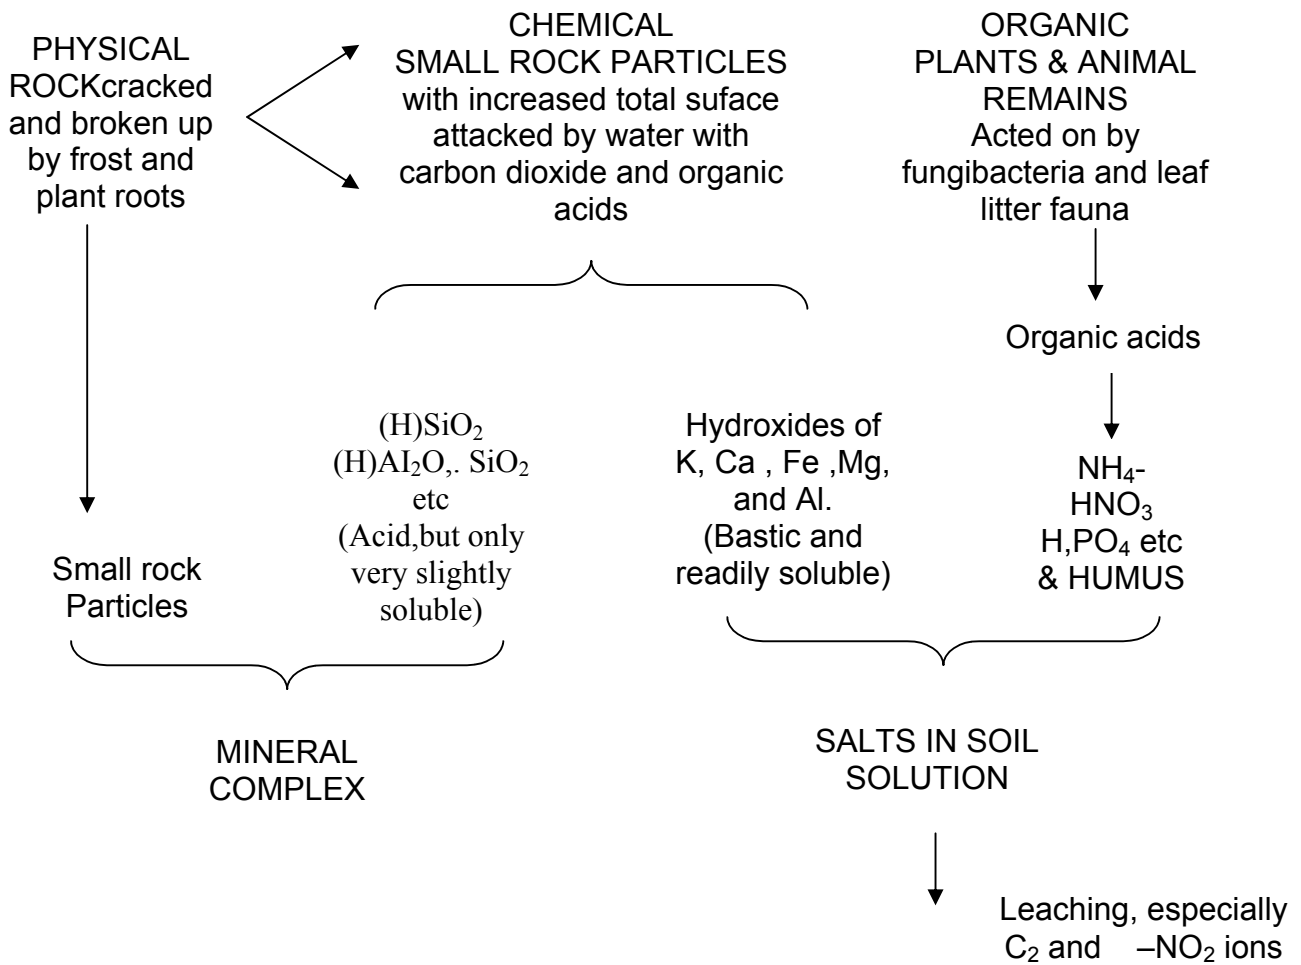 PHYSICAL
ROCKcracked
and broken up
by frost and
plant roots
CHEMICAL
SMALL ROCK PARTICLES
with increased total suface
attacked by water with
carbon dioxide and organic
acids
ORGANIC
PLANTS & ANIMAL
REMAINS
Acted on by
fungibacteria and leaf
litter fauna
Organic acids
(H)SiO₂
(H)AI₂O,. SiO₂
etc
(Acid,but only
very slightly
soluble)
Hydroxides of
K, Ca , Fe ,Mg,
and Al.
(Bastic and
readily soluble)
NH₄-
HNO₃
H,PO₄ etc
& HUMUS
Small rock
Particles
MINERAL
COMPLEX
SALTS IN SOIL
SOLUTION
Leaching, especially
C₂ and –NO₂ ions